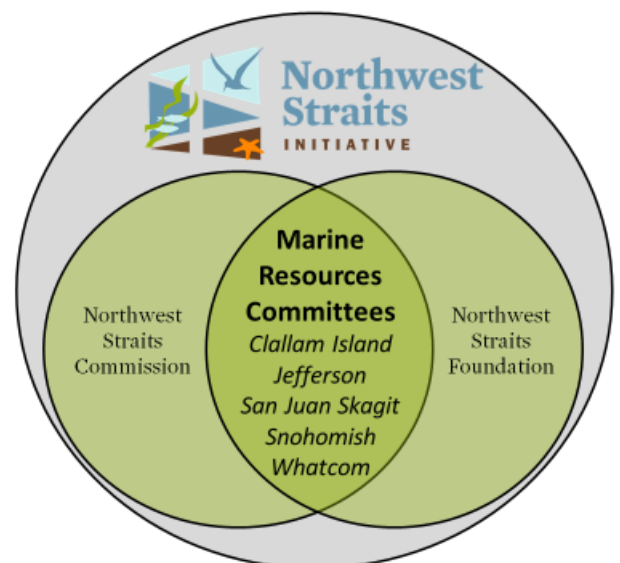 Northwest
Straits
INITIATIVE
Marine
Resources
Committees
Clallam Island
Jefferson
San Juan Skagit
Snohomish
Whatcom
Northwest
Straits
Commission
Northwest
Straits
Foundation